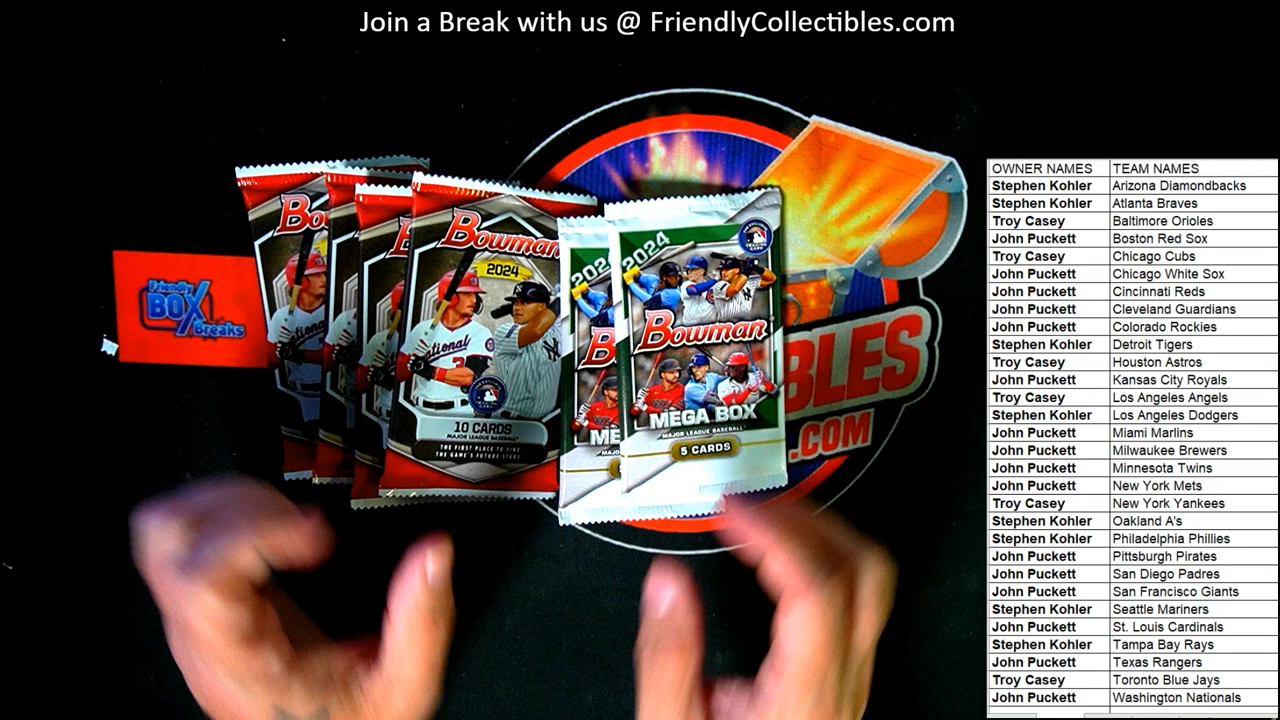 Join a Break with us @ FriendlyCollectibles.com
OWNER NAMES TEAM NAMES
Stephen Kohler Arizona Diamondbacks
Stephen Kohler Atlanta Braves
Troy Casey Baltimore Orioles
John Puckett Boston Red Sox
Troy Casey Chicago Cubs
John Puckett Chicago White Sox
John Puckett Cincinnati Reds
John Puckett Cleveland Guardians
John Puckett Colorado Rockies
Stephen Kohler Detroit Tigers
Troy Casey Houston Astros
John Puckett Kansas City Royals
Troy Casey Los Angeles Angels
Stephen Kohler Los Angeles Dodgers
John Puckett Miami Marlins
John Puckett Milwaukee Brewers
John Puckett Minnesota Twins
John Puckett New York Mets
Troy Casey New York Yankees
Stephen Kohler Oakland A's
Stephen Kohler Philadelphia Phillies
John Puckett Pittsburgh Pirates
John Puckett San Diego Padres
John Puckett San Francisco Giants
Stephen Kohler Seattle Mariners
John Puckett St. Louis Cardinals
Stephen Kohler Tampa Bay Rays
John Puckett Texas Rangers
Troy Casey Toronto Blue Jays
John Puckett Washington Nationals
Friendly
BOX
Breaks
Bo
B
Bowman
2024
10 CARDS
MAJOR LEAGUE BASEBALL
THE FIRST PLACE TO FIND
THE GAME'S FUTURE STARS
202
B
ME
2024
Bowman
MEGA BOX
MAJOR LEAGUE BASEBALL
5 CARDS
BLES
.COM